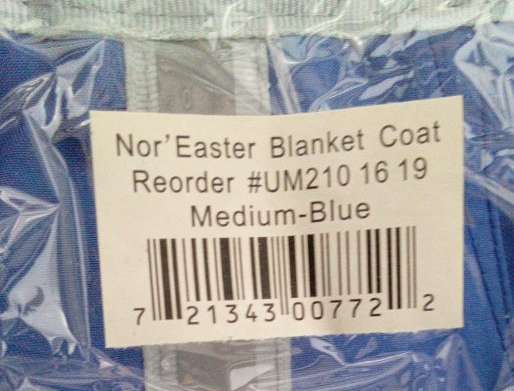 Nor'Easter Blanket Coat
Reorder #UM210 16 19
Medium-Blue
7 21343 00772 2